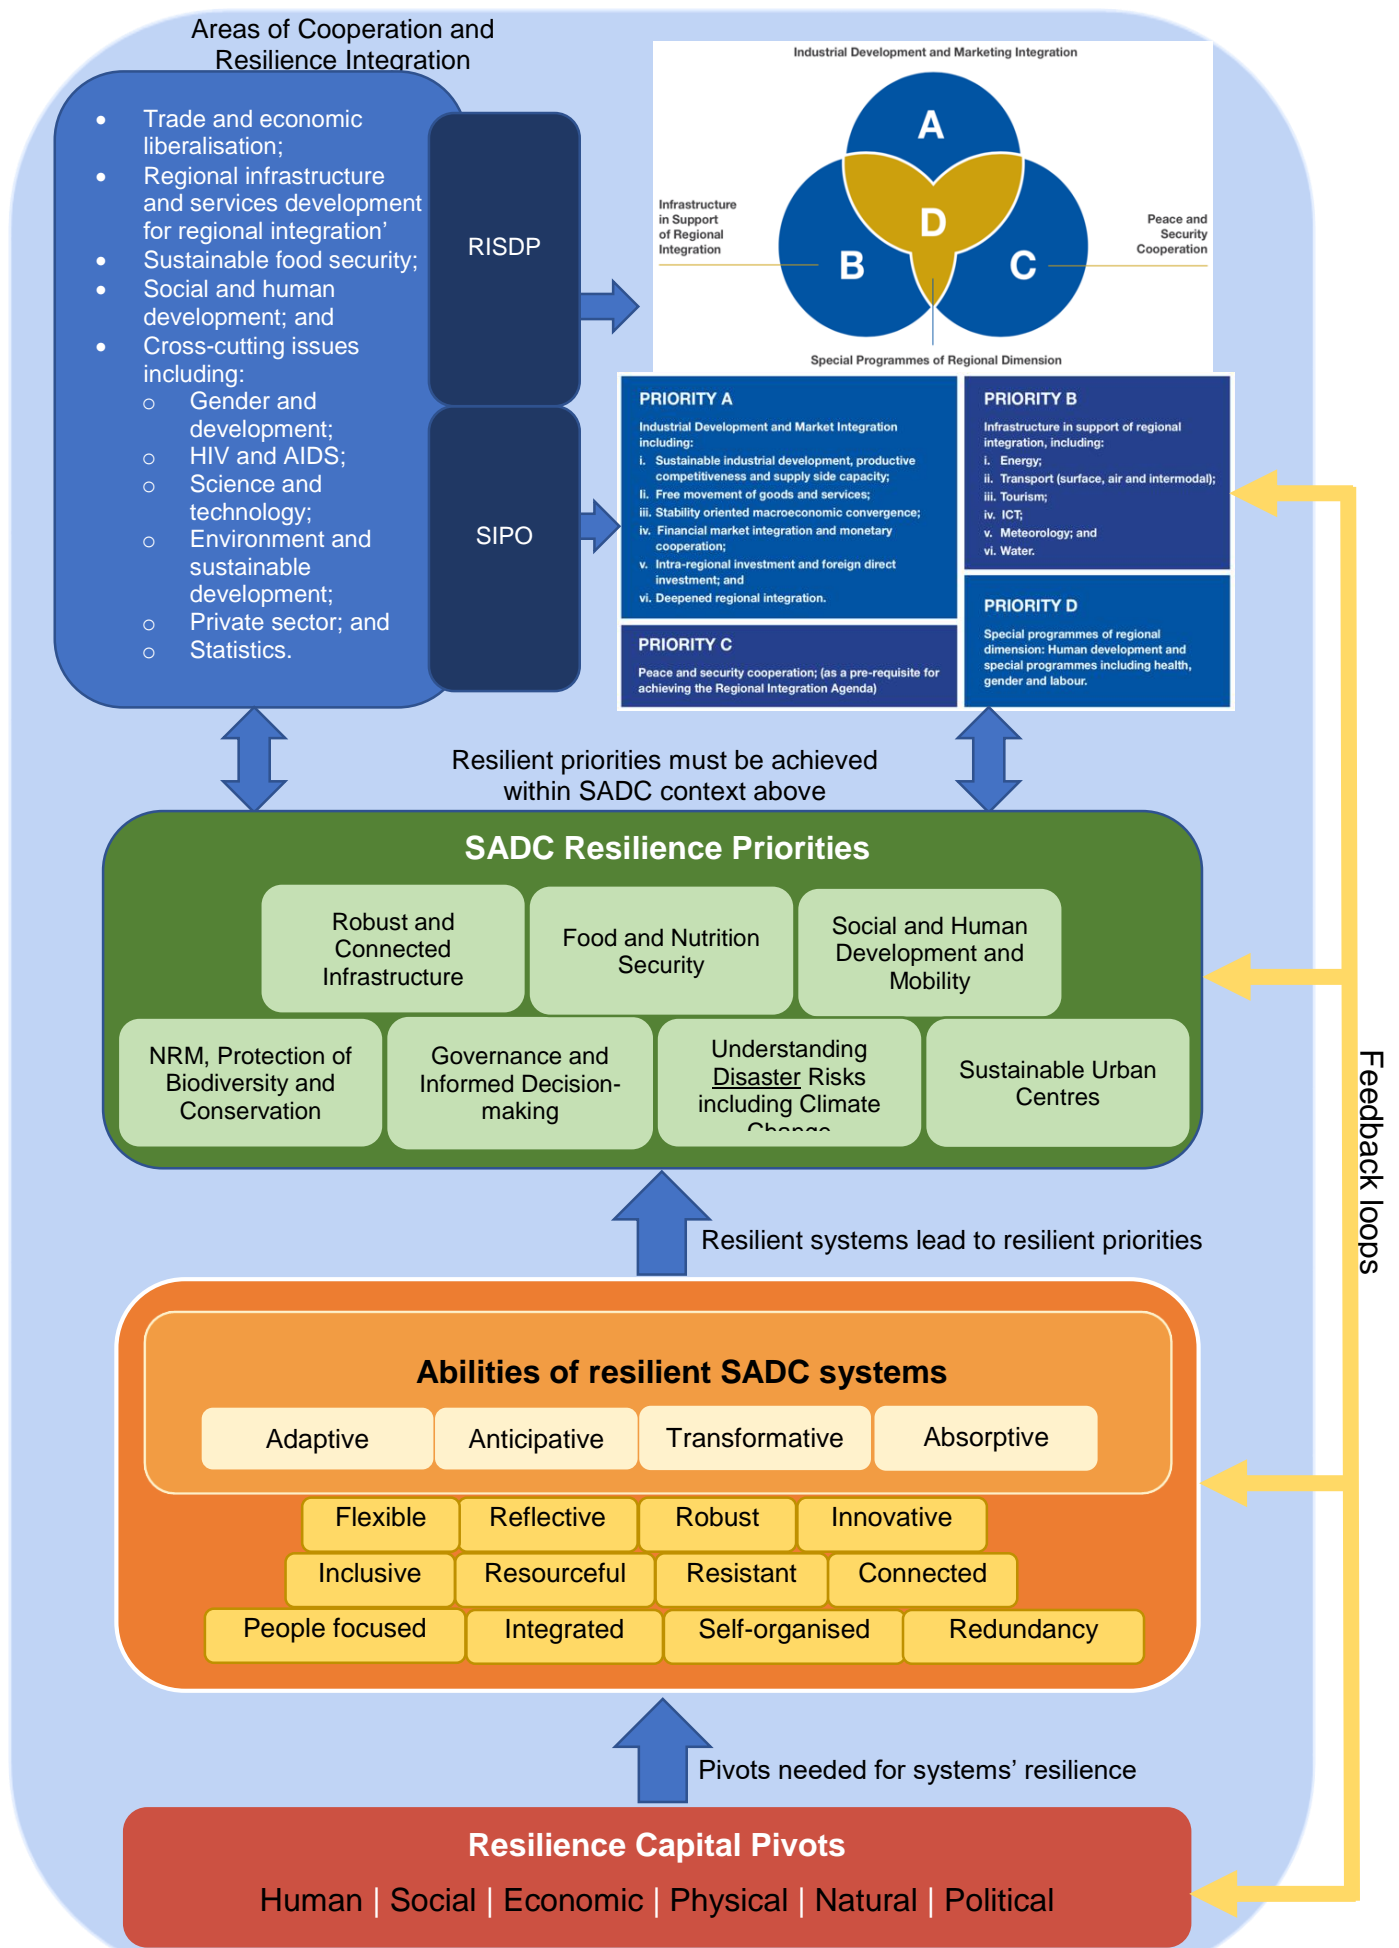 Areas of Cooperation and
Resilience Integration
• Trade and economic
liberalisation;
• Regional infrastructure
and services development
for regional integration’
• Sustainable food security;
• Social and human
development; and
• Cross-cutting issues
including:
o Gender and
development;
o HIV and AIDS;
o Science and
technology;
o Environment and
sustainable
development;
o Private sector; and
o Statistics.
RISDP
SIPO
Industrial Development and Marketing Integration
A
Infrastructure
in Support
of Regional
Integration
D
Peace and
Security
Cooperation
B
C
Special Programmes of Regional Dimension
PRIORITY A
Industrial Development and Market Integration
including:
i. Sustainable industrial development, productive
competitiveness and supply side capacity;
Ii. Free movement of goods and services;
iii. Stability oriented macroeconomic convergence;
iv. Financial market integration and monetary
cooperation;
v. Intra-regional investment and foreign direct
investment; and
vi. Deepened regional integration.
PRIORITY B
Infrastructure in support of regional
integration, including:
i. Energy;
ii. Transport (surface, air and intermodal);
iii. Tourism;
iv. ICT;
v. Meteorology; and
vi. Water.
PRIORITY C
Peace and security cooperation; (as a pre-requisite for
achieving the Regional Integration Agenda)
PRIORITY D
Special programmes of regional
dimension: Human development and
special programmes including health,
gender and labour.
Resilient priorities must be achieved
within SADC context above
SADC Resilience Priorities
Robust and
Connected
Infrastructure
Food and Nutrition
Security
Social and Human
Development and
Mobility
NRM, Protection of
Biodiversity and
Conservation
Governance and
Informed Decision-
making
Understanding
Disaster Risks
including Climate
Change
Sustainable Urban
Centres
Resilient systems lead to resilient priorities
Abilities of resilient SADC systems
Adaptive
Anticipative
Transformative
Absorptive
Flexible
Reflective
Robust
Innovative
Inclusive
Resourceful
Resistant
Connected
People focused
Integrated
Self-organised
Redundancy
Pivots needed for systems’ resilience
Resilience Capital Pivots
Human | Social | Economic | Physical | Natural | Political
Feedback loops